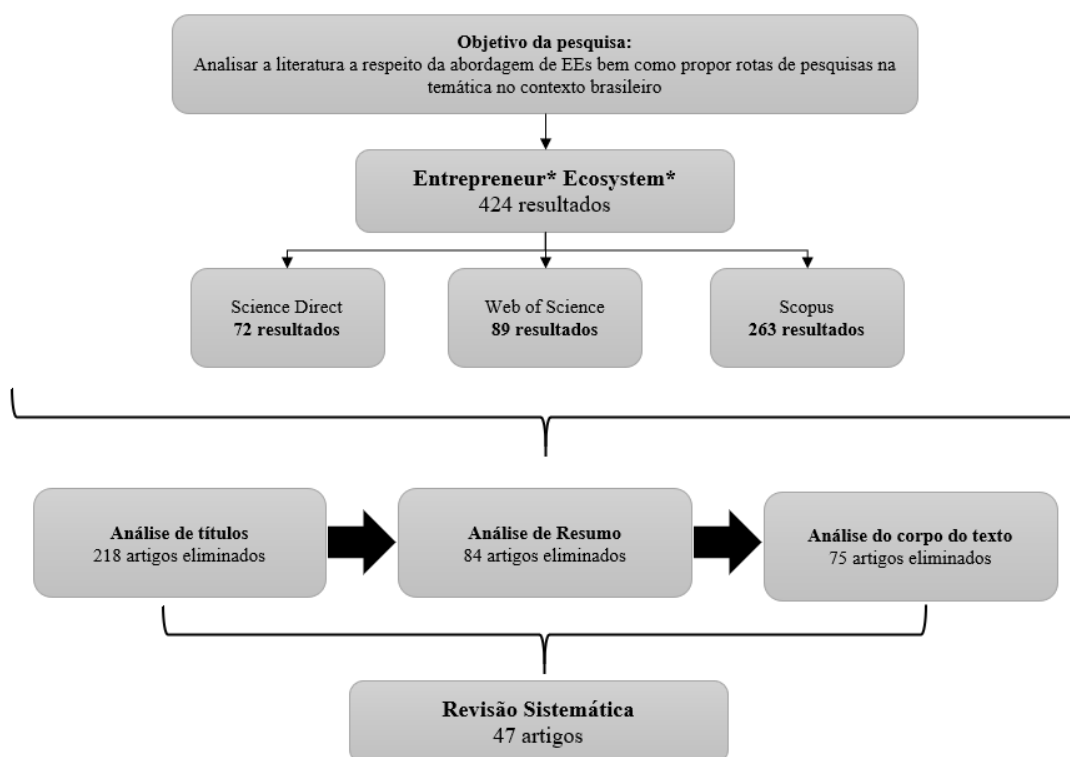 Objetivo da pesquisa:
Analisar a literatura a respeito da abordagem de EEs bem como propor rotas de pesquisas na
temática no contexto brasileiro
Entrepreneur* Ecosystem*
424 resultados
Science Direct
72 resultados
Web of Science
89 resultados
Scopus
263 resultados
Análise de títulos
218 artigos eliminados
Análise de Resumo
84 artigos eliminados
Análise do corpo do texto
75 artigos eliminados
Revisão Sistemática
47 artigos